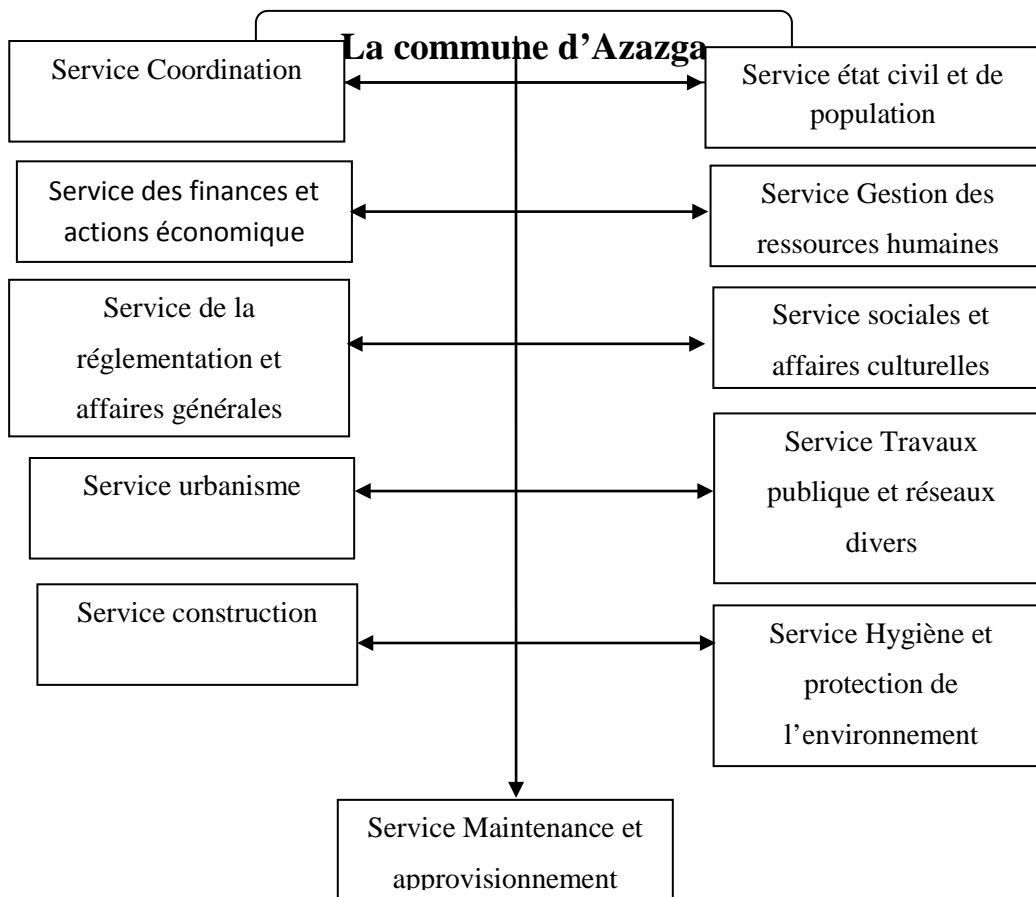 La commune d’Azazga
Service Coordination
Service état civil et de
population
Service des finances et
actions économique
Service Gestion des
ressources humaines
Service de la
réglementation et
affaires générales
Service sociales et
affaires culturelles
Service urbanisme
Service Travaux
publique et réseaux
divers
Service construction
Service Hygiène et
protection de
l’environnement
Service Maintenance et
approvisionnement